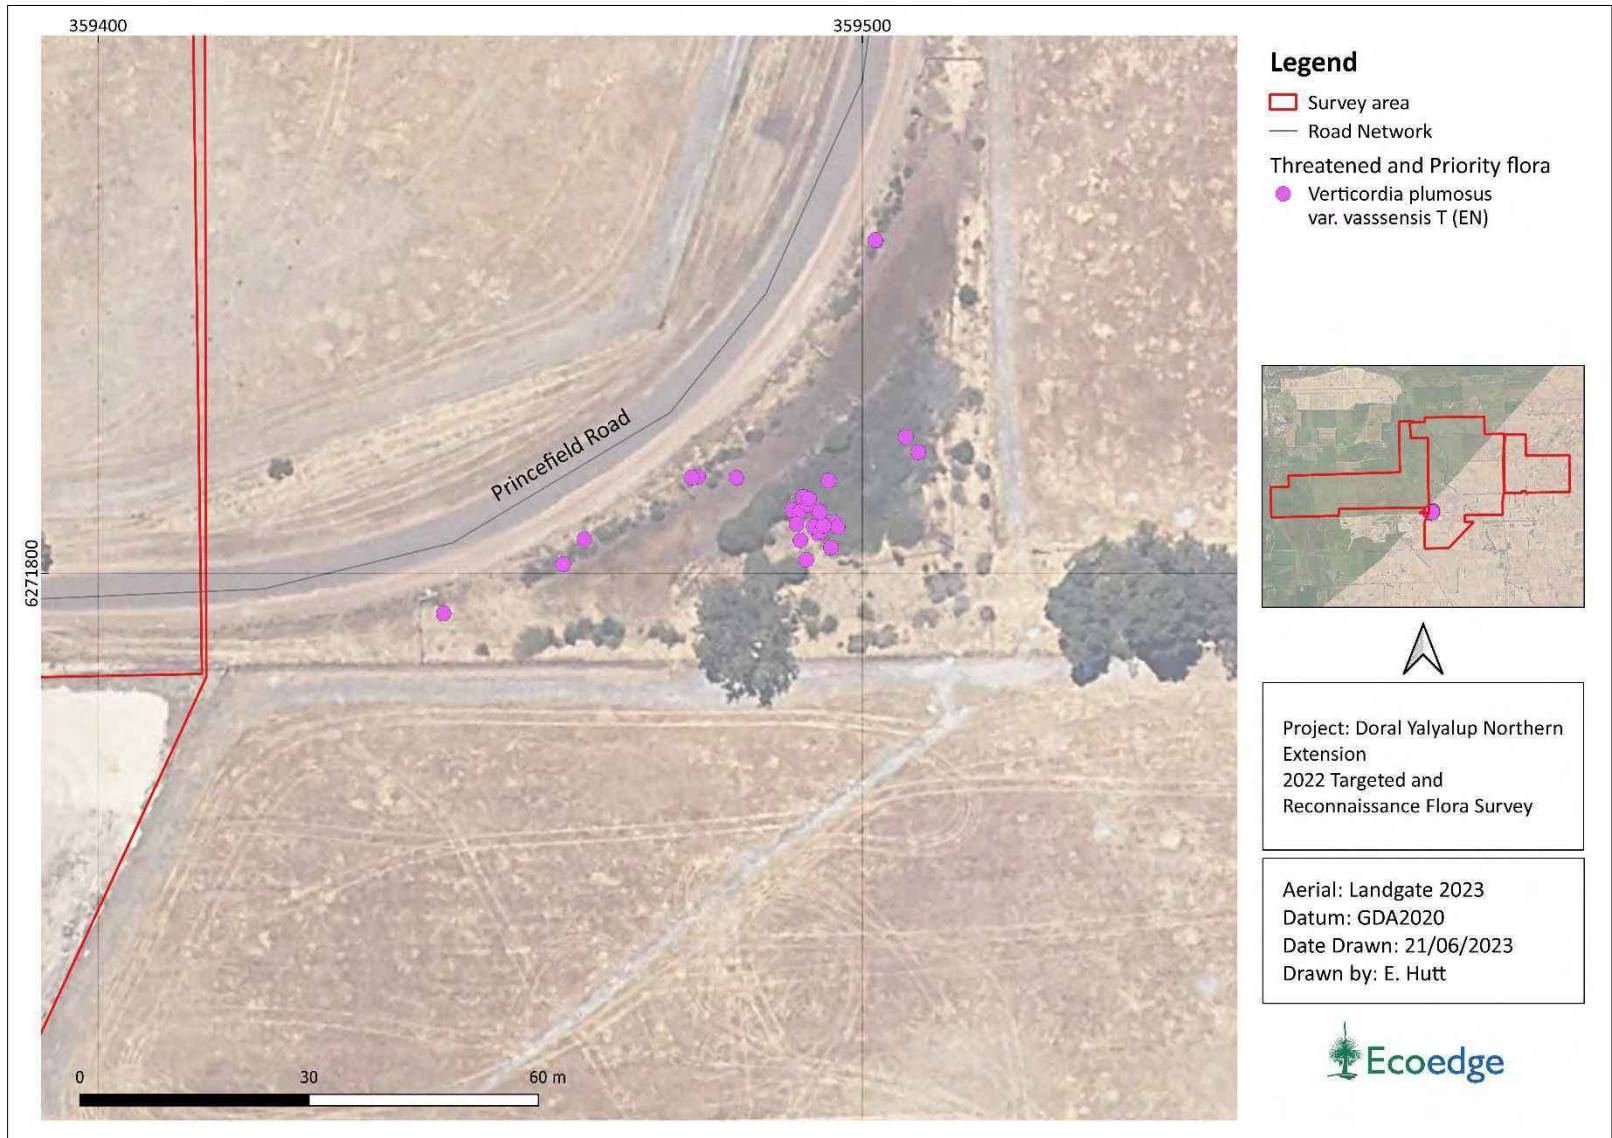 359400
359500
Legend
Survey area
Road Network
Threatened and Priority flora
Verticordia plumosus
var. vasssensis T (EN)
Princefield Road
6271800
Project: Doral Yalyalup Northern
Extension
2022 Targeted and
Reconnaissance Flora Survey
Aerial: Landgate 2023
Datum: GDA2020
Date Drawn: 21/06/2023
Drawn by: E. Hutt
0 30 60 m
Ecoedge